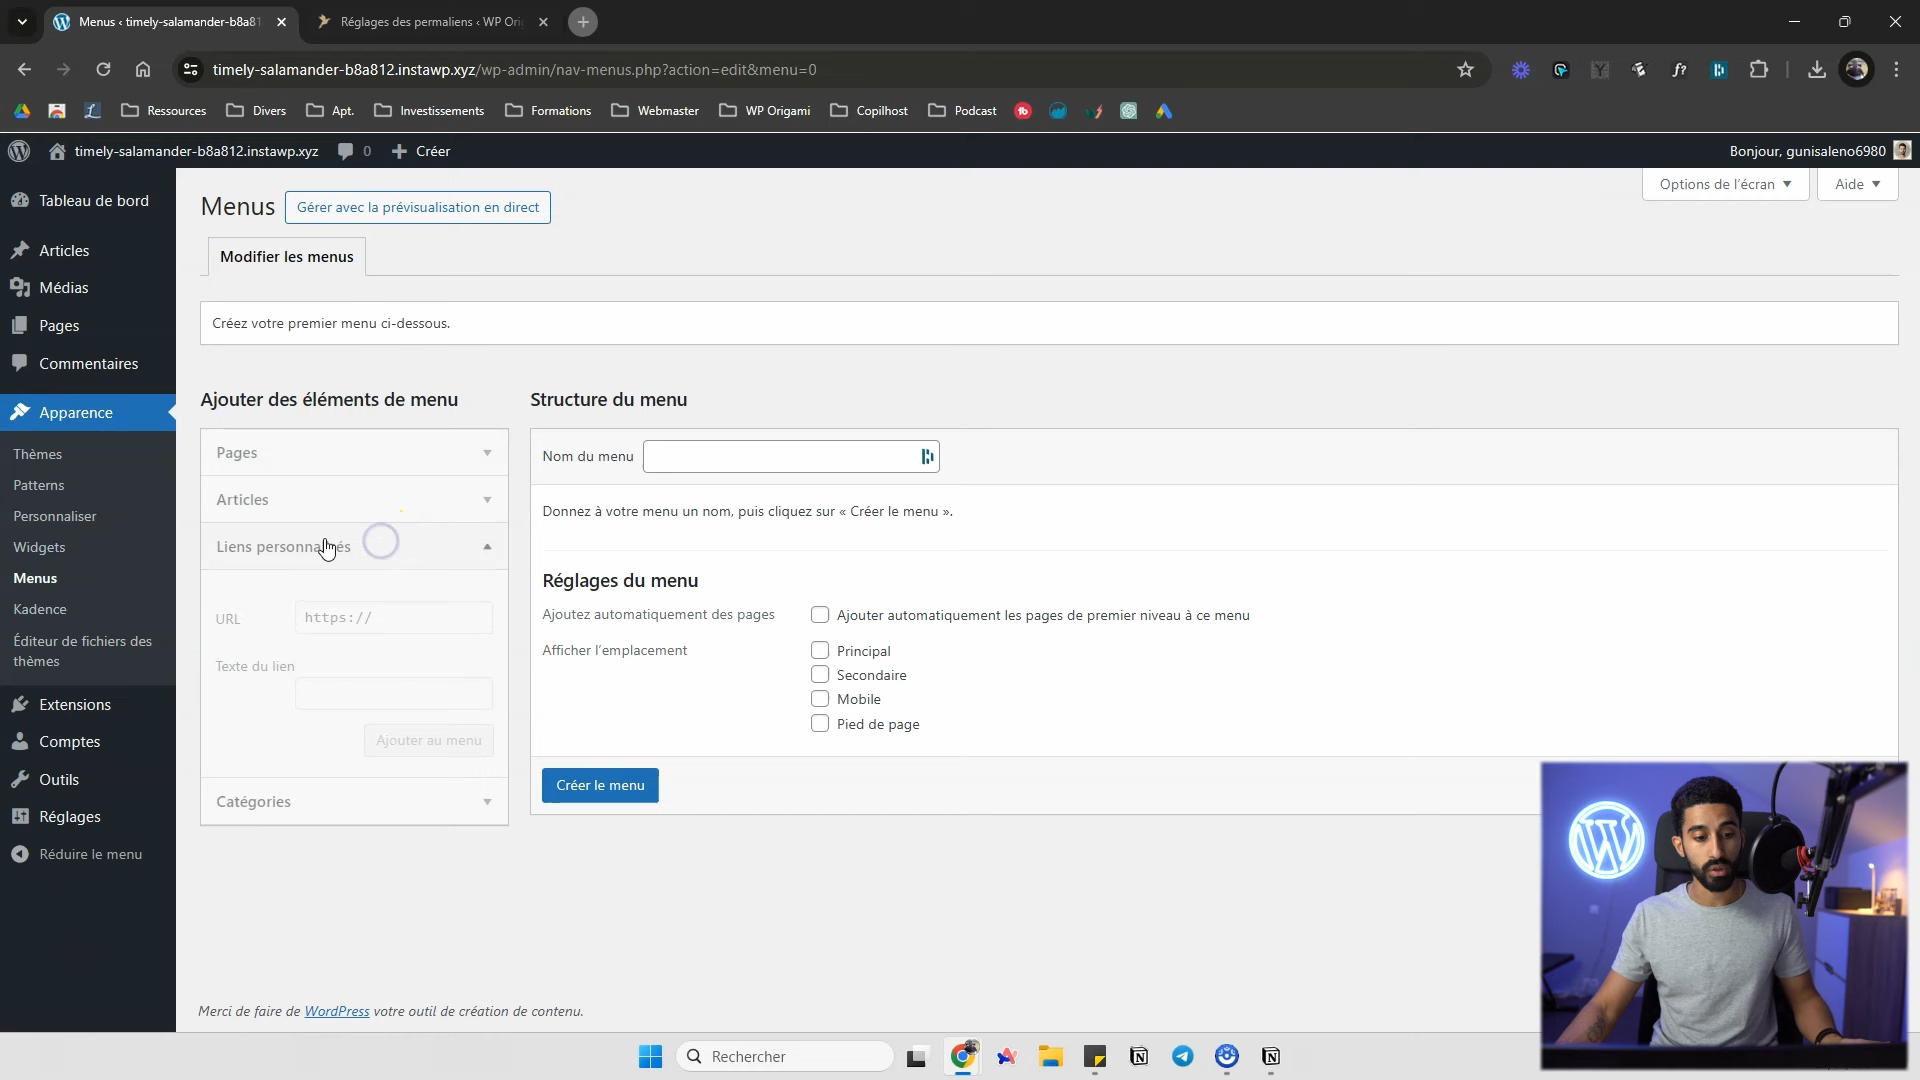 Menus ‹ timely-salamander-b8a81
Réglages des permaliens ‹ WP Ori
timely-salamander-b8a812.instawp.xyz/wp-admin/nav-menus.php?action=edit&menu=0
Ressources
Divers
Apt.
Investissements
Formations
Webmaster
WP Origami
Copilhost
Podcast
timely-salamander-b8a812.instawp.xyz
0
Créer
Bonjour, gunisaleno6980
Tableau de bord
Articles
Médias
Pages
Commentaires
Apparence
Thèmes
Patterns
Personnaliser
Widgets
Menus
Kadence
Éditeur de fichiers des
thèmes
Extensions
Comptes
Outils
Réglages
Réduire le menu
Menus
Gérer avec la prévisualisation en direct
Options de l’écran
Aide
Modifier les menus
Créez votre premier menu ci-dessous.
Ajouter des éléments de menu
Pages
Articles
Liens personnalisés
URL
https://
Texte du lien
Ajouter au menu
Catégories
Structure du menu
Nom du menu
Donnez à votre menu un nom, puis cliquez sur « Créer le menu ».
Réglages du menu
Ajoutez automatiquement des pages
Ajouter automatiquement les pages de premier niveau à ce menu
Afficher l’emplacement
Principal
Secondaire
Mobile
Pied de page
Créer le menu
Merci de faire de WordPress votre outil de création de contenu.
Rechercher